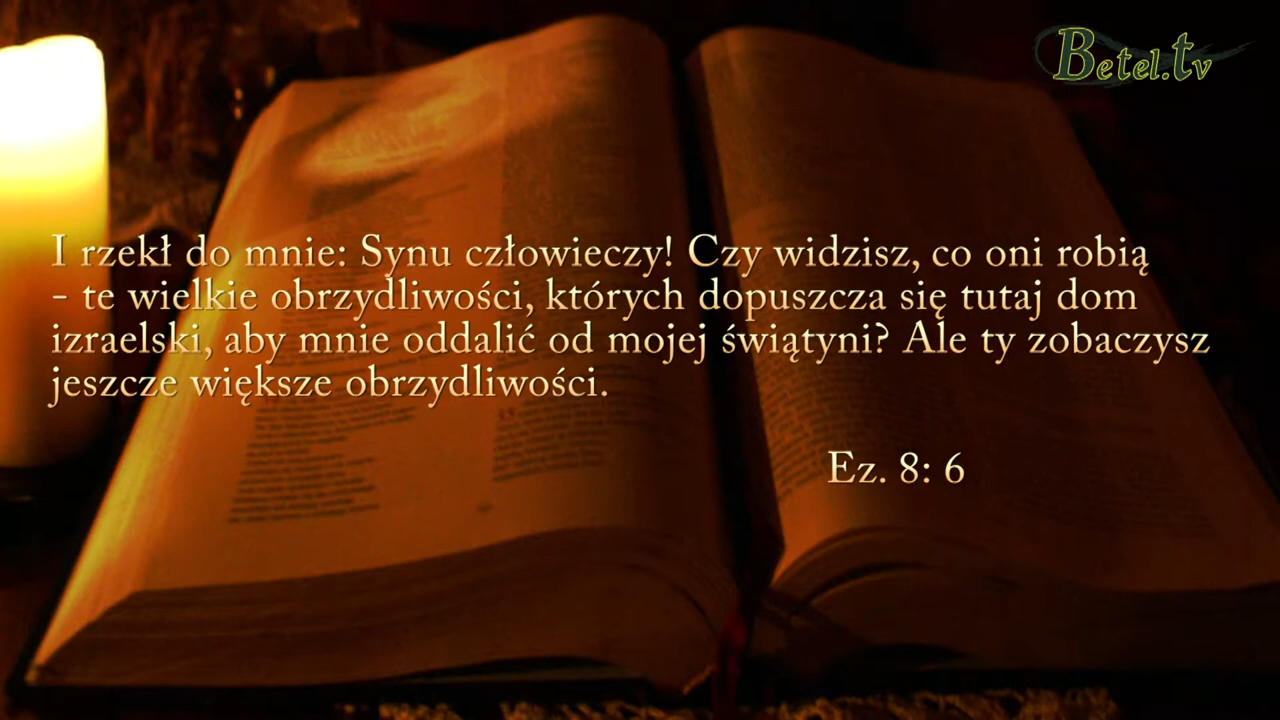 Betel.tv
I rzekł do mnie: Synu człowieczy! Czy widzisz, co oni robią
- te wielkie obrzydliwości, których dopuszcza się tutaj dom
izraelski, aby mnie oddalić od mojej świątyni? Ale ty zobaczysz
jeszcze większe obrzydliwości.
Ez. 8: 6